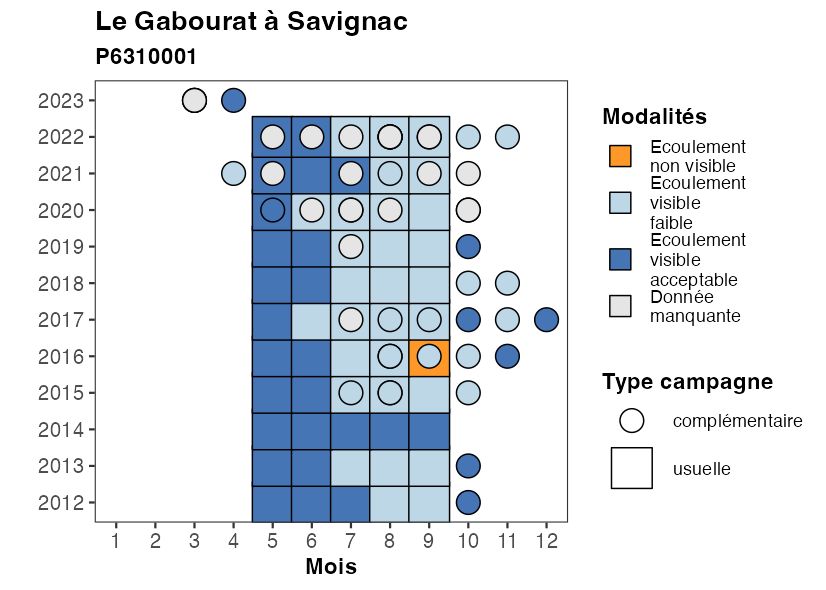 Le Gabourat à Savignac
P6310001
2023
2022
2021
2020
2019
2018
2017
2016
2015
2014
2013
2012
1 2 3 4 5 6 7 8 9 10 11 12
Mois
Modalités
Ecoulement
non visible
Ecoulement
visible
faible
Ecoulement
visible
acceptable
Donnée
manquante
Type campagne
complémentaire
usuelle